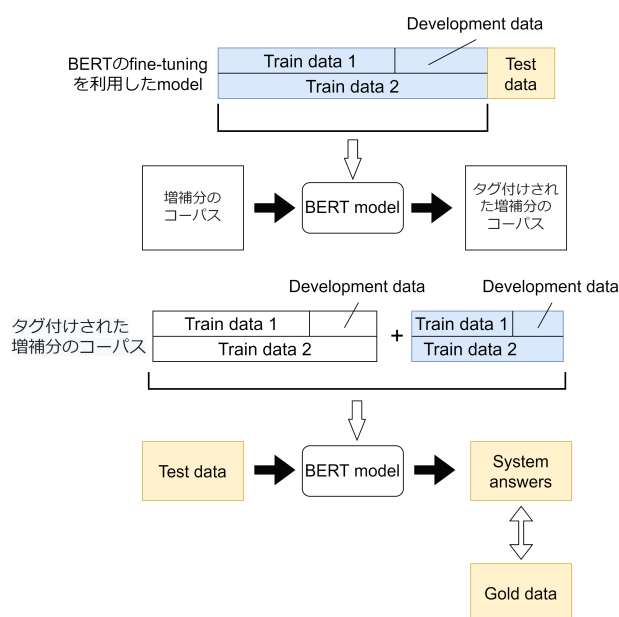 Development data
BERTのfine-tuning
を利用したmodel
Train data 1
Train data 2
Test
data
増補分の
コーパス
BERT model
タグ付けされ
た増補分の
コーパス
Development data
Development data
タグ付けされた
増補分のコーパス
Train data 1
Train data 2
+
Train data 1
Train data 2
Test data
BERT model
System
answers
Gold data